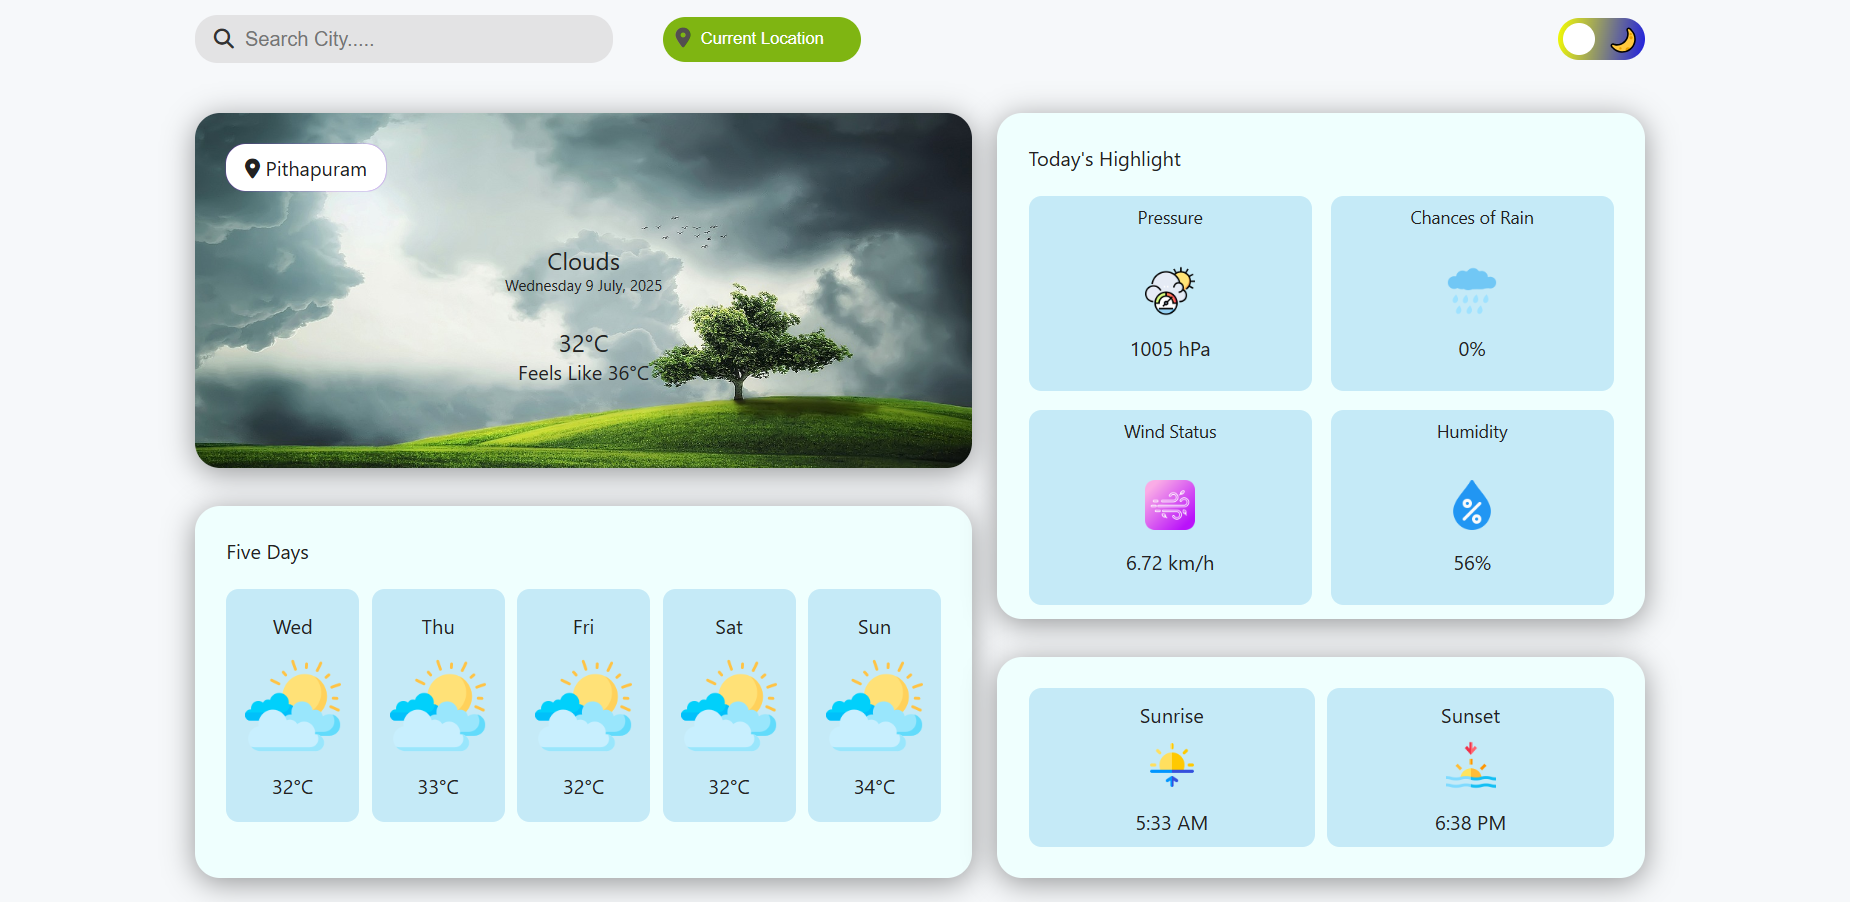 Search City.....
Current Location
Pithapuram
Clouds
Wednesday 9 July, 2025
32°C
Feels Like 36°C
Today's Highlight
Pressure
1005 hPa
Chances of Rain
0%
Wind Status
6.72 km/h
Humidity
%
56%
Five Days
Wed
32°C
Thu
33°C
Fri
32°C
Sat
32°C
Sun
34°C
Sunrise
5:33 AM
Sunset
6:38 PM